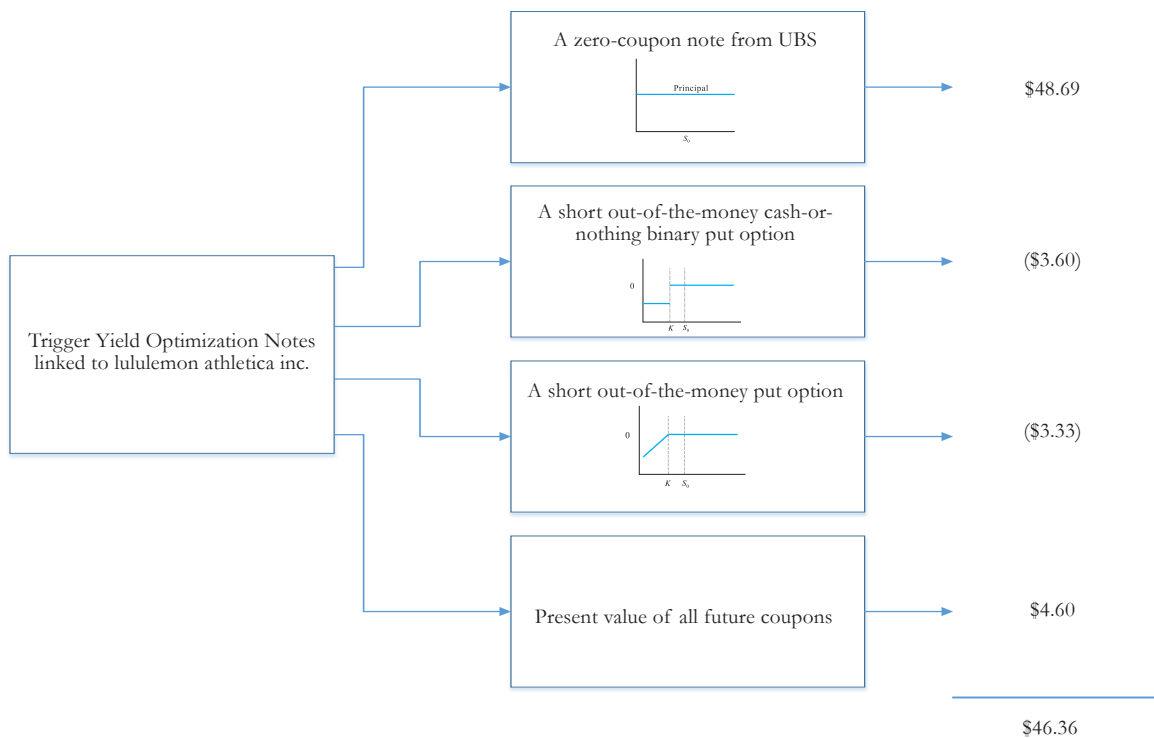 A zero-coupon note from UBS
Principal
S₀
$48.69
A short out-of-the-money cash-or-
nothing binary put option
0
K S₀
($3.60)
Trigger Yield Optimization Notes
linked to lululemon athletica inc.
A short out-of-the-money put option
0
K S₀
($3.33)
Present value of all future coupons
$4.60
$46.36